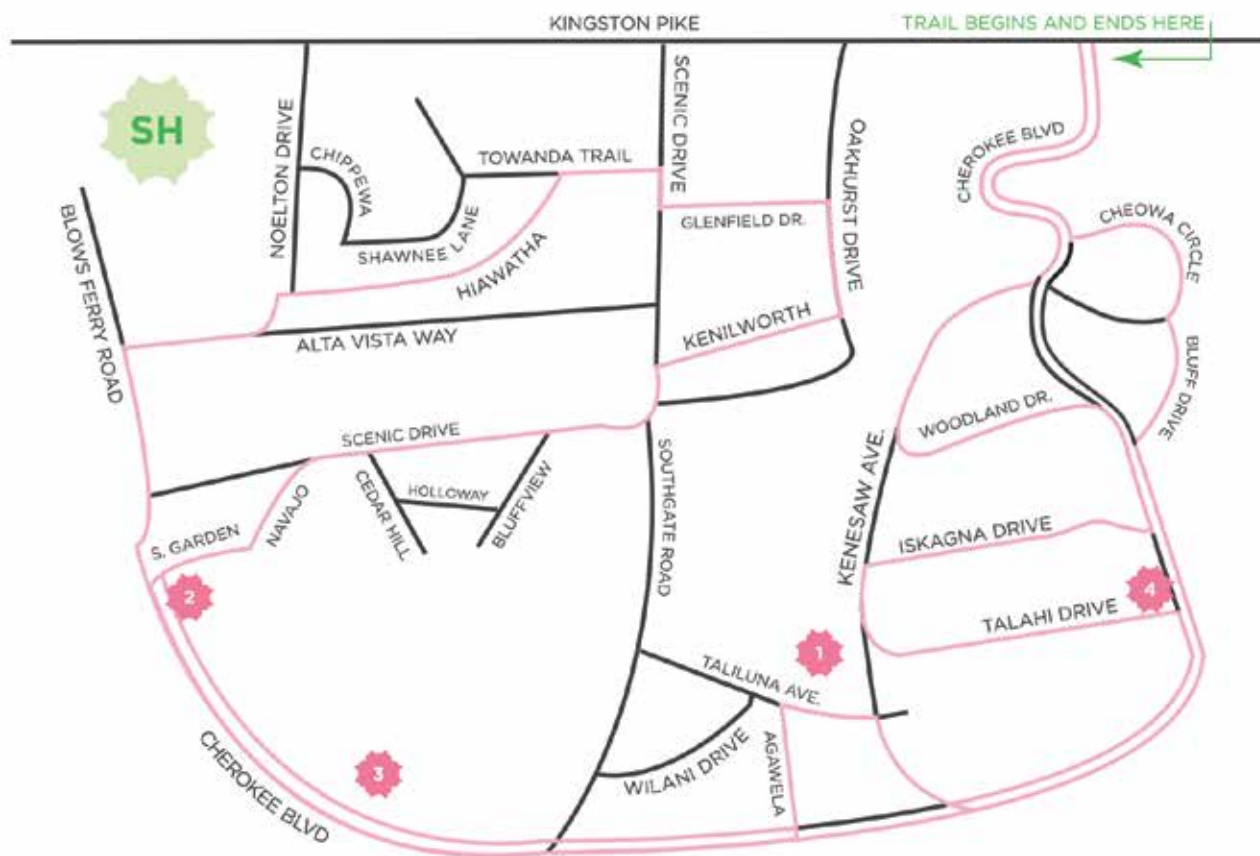 KINGSTON PIKE
TRAIL BEGINS AND ENDS HERE
SH
NOELTON DRIVE
CHIPPEWA
TOWANDA TRAIL
SCENIC DRIVE
OAKHURST DRIVE
CHEROKEE BLVD
CHEOWA CIRCLE
BLOWS FERRY ROAD
SHAWNEE LANE
HIAWATHA
GLENFIELD DR.
ALTA VISTA WAY
KENILWORTH
BLUFF DRIVE
WOODLAND DR.
SCENIC DRIVE
CEDAR HILL
HOLLOWAY
BLUFFVIEW
SOUTHGATE ROAD
KENESAW AVE.
S. GARDEN
NAVAJO
ISKAGNA DRIVE
2
4
TALAHI DRIVE
1
TALILUNA AVE.
WILANI DRIVE
AGAWELA
3
CHEROKEE BLVD